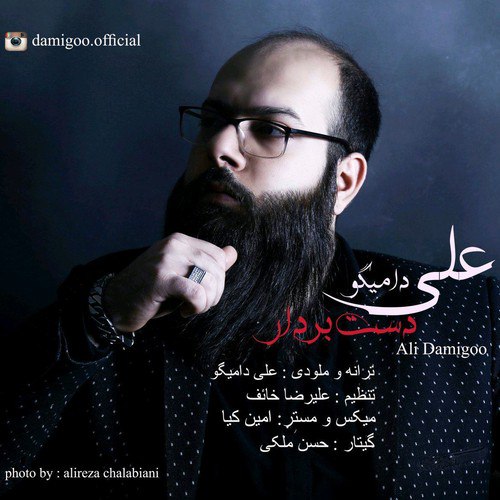 damigoo.official
علی
دامیگو
دست بردار
Ali Damigoo
ترانه و ملودی : علی دامیگو
تنظیم : علیرضا خائف
میکس و مستر : امین کیا
گیتار : حسن ملکی
photo by : alireza chalabiani